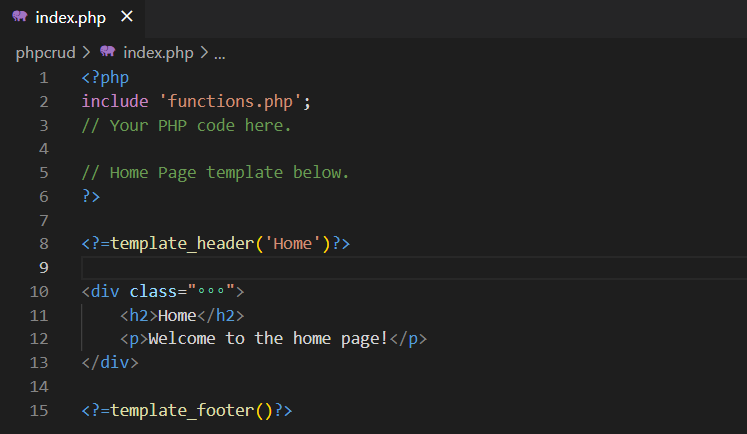 index.php ×
phpcrud > index.php > ...
1 <?php
2 include 'functions.php';
3 // Your PHP code here.
4
5 // Home Page template below.
6 ?>
7
8 <?=template_header('Home')?>
9
10 <div class="∘∘∘">
11     <h2>Home</h2>
12     <p>Welcome to the home page!</p>
13 </div>
14
15 <?=template_footer()?>